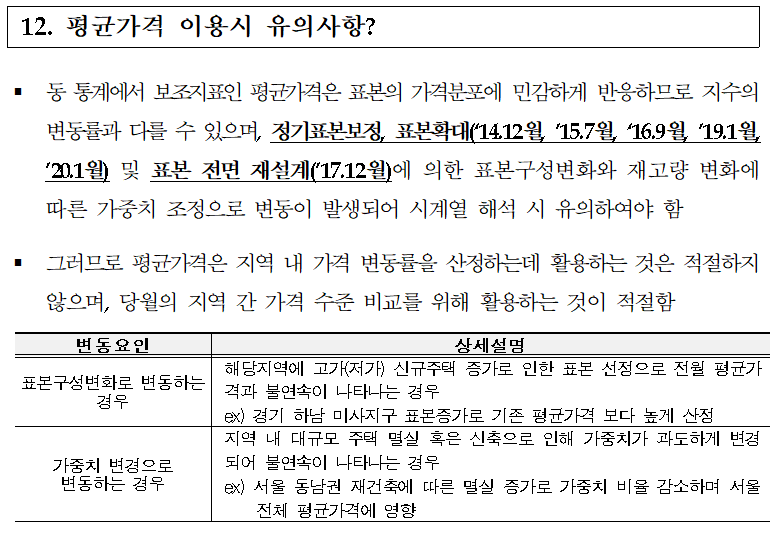 12. 평균가격 이용시 유의사항?
▪ 동 통계에서 보조지표인 평균가격은 표본의 가격분포에 민감하게 반응하므로 지수의
변동률과 다를 수 있으며, 정기표본보정, 표본확대('14.12월, '15.7월, '16.9월, '19.1월,
'20.1월) 및 표본 전면 재설계('17.12월)에 의한 표본구성변화와 재고량 변화에
따른 가중치 조정으로 변동이 발생되어 시계열 해석 시 유의하여야 함
▪ 그러므로 평균가격은 지역 내 가격 변동률을 산정하는데 활용하는 것은 적절하지
않으며, 당월의 지역 간 가격 수준 비교를 위해 활용하는 것이 적절함
변동요인 상세설명
표본구성변화로 변동하는
경우
해당지역에 고가(저가) 신규주택 증가로 인한 표본 선정으로 전월 평균가
격과 불연속이 나타나는 경우
ex) 경기 하남 미사지구 표본증가로 기존 평균가격 보다 높게 산정
가중치 변경으로
변동하는 경우
지역 내 대규모 주택 멸실 혹은 신축으로 인해 가중치가 과도하게 변경
되어 불연속이 나타나는 경우
ex) 서울 동남권 재건축에 따른 멸실 증가로 가중치 비율 감소하며 서울
전체 평균가격에 영향